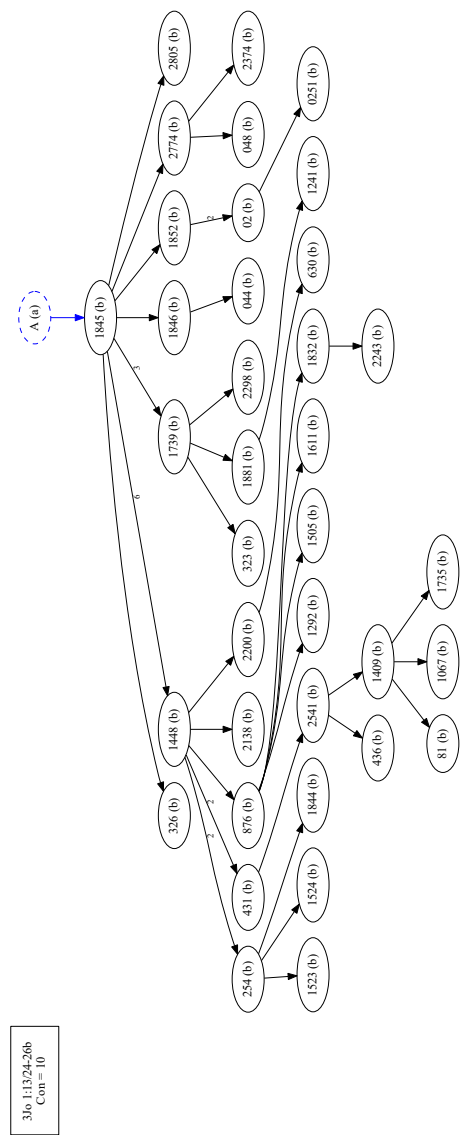 3Jo 1:13/24-26b
Con = 10
A (a)
1845 (b)
6
3
326 (b)
1448 (b)
1739 (b)
1846 (b)
1852 (b)
2774 (b)
2805 (b)
2
2
2
254 (b)
431 (b)
876 (b)
2138 (b)
2200 (b)
323 (b)
1881 (b)
2298 (b)
044 (b)
02 (b)
048 (b)
2374 (b)
1523 (b)
1524 (b)
1844 (b)
2541 (b)
1292 (b)
1505 (b)
1611 (b)
1832 (b)
630 (b)
1241 (b)
0251 (b)
436 (b)
1409 (b)
2243 (b)
81 (b)
1067 (b)
1735 (b)